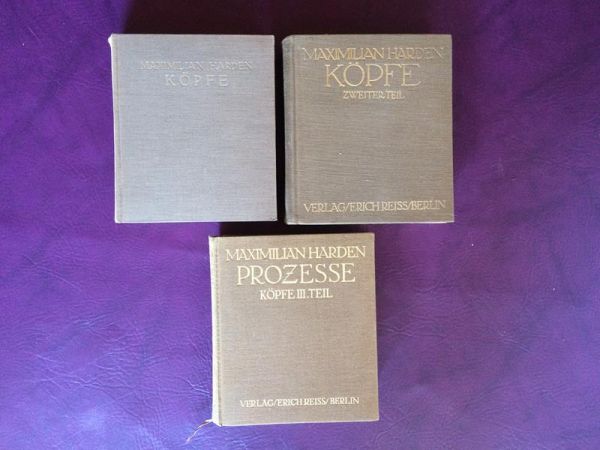 MAXIMILIAN HARDEN
KÖPFE
MAXIMILIAN HARDEN
KÖPFE
ZWEITER TEIL
VERLAG/ERICH REISS/BERLIN
MAXIMILIAN HARDEN
PROZESSE
KÖPFE III. TEIL
VERLAG/ERICH REISS/BERLIN